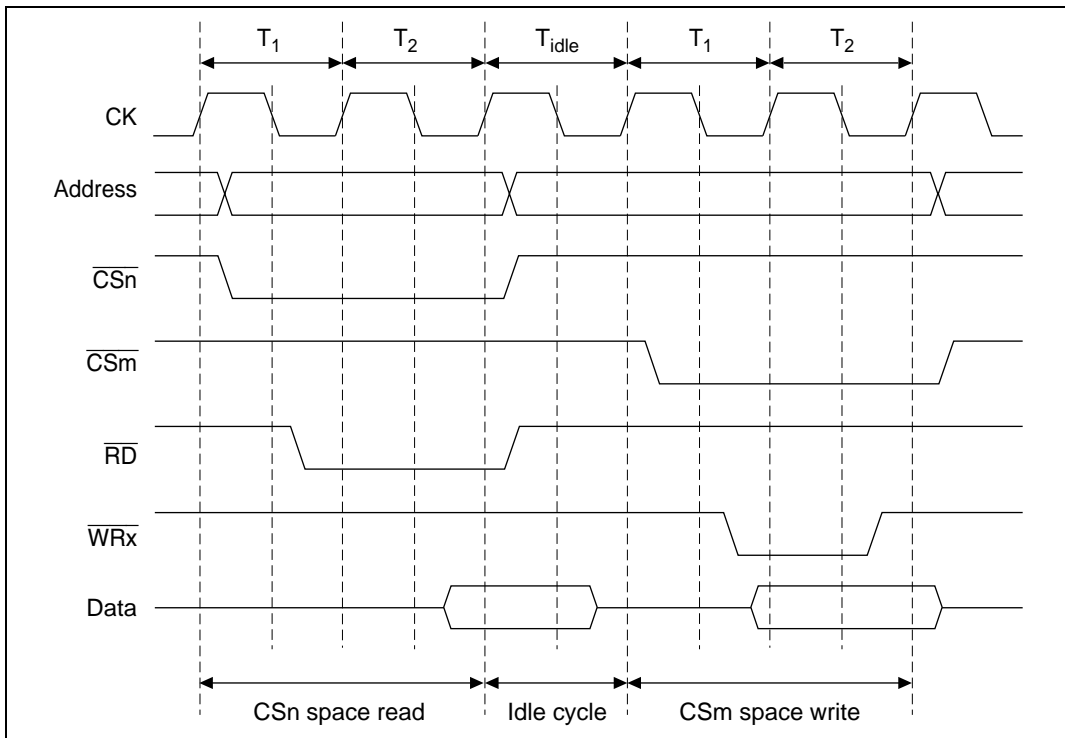 T1 T2 Tidle T1 T2
CK
Address
CSn
CSm
RD
WRx
Data
CSn space read Idle cycle CSm space write